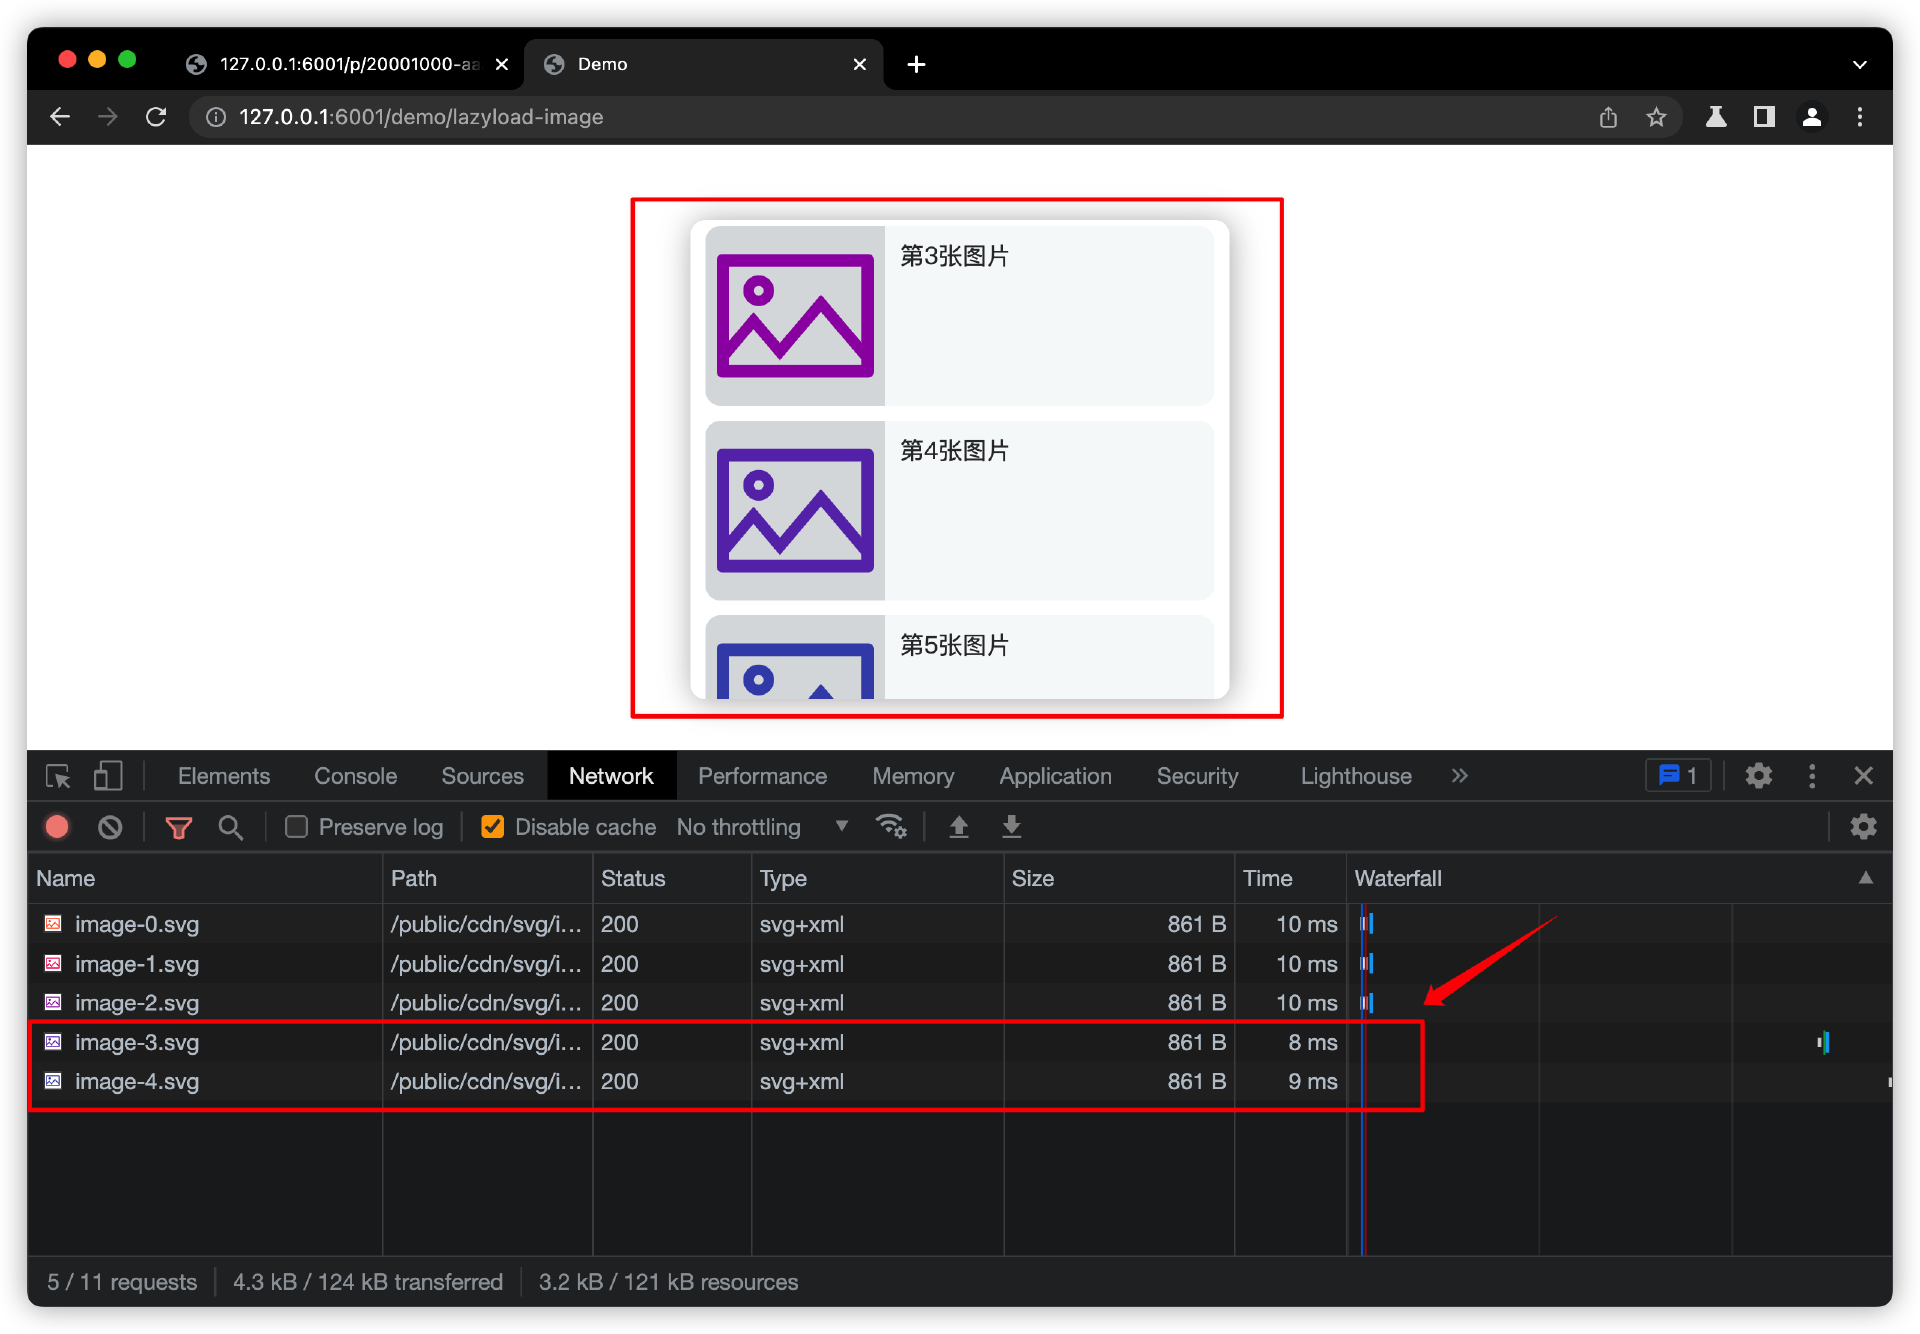 127.0.0.1:6001/p/20001000-aa
Demo
127.0.0.1:6001/demo/lazyload-image
第3张图片
第4张图片
第5张图片
Elements Console Sources Network Performance Memory Application Security Lighthouse 1
Preserve log Disable cache No throttling
Name Path Status Type Size Time Waterfall
image-0.svg /public/cdn/svg/i... 200 svg+xml 861 B 10 ms
image-1.svg /public/cdn/svg/i... 200 svg+xml 861 B 10 ms
image-2.svg /public/cdn/svg/i... 200 svg+xml 861 B 10 ms
image-3.svg /public/cdn/svg/i... 200 svg+xml 861 B 8 ms
image-4.svg /public/cdn/svg/i... 200 svg+xml 861 B 9 ms
5 / 11 requests 4.3 kB / 124 kB transferred 3.2 kB / 121 kB resources